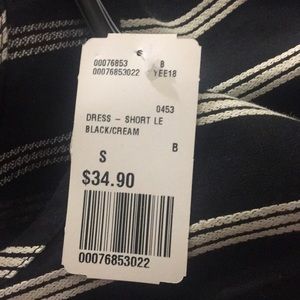 00076853 B
00076853022 YEE18
0453
DRESS – SHORT LE
BLACK/CREAM
S B
$34.90
00076853022